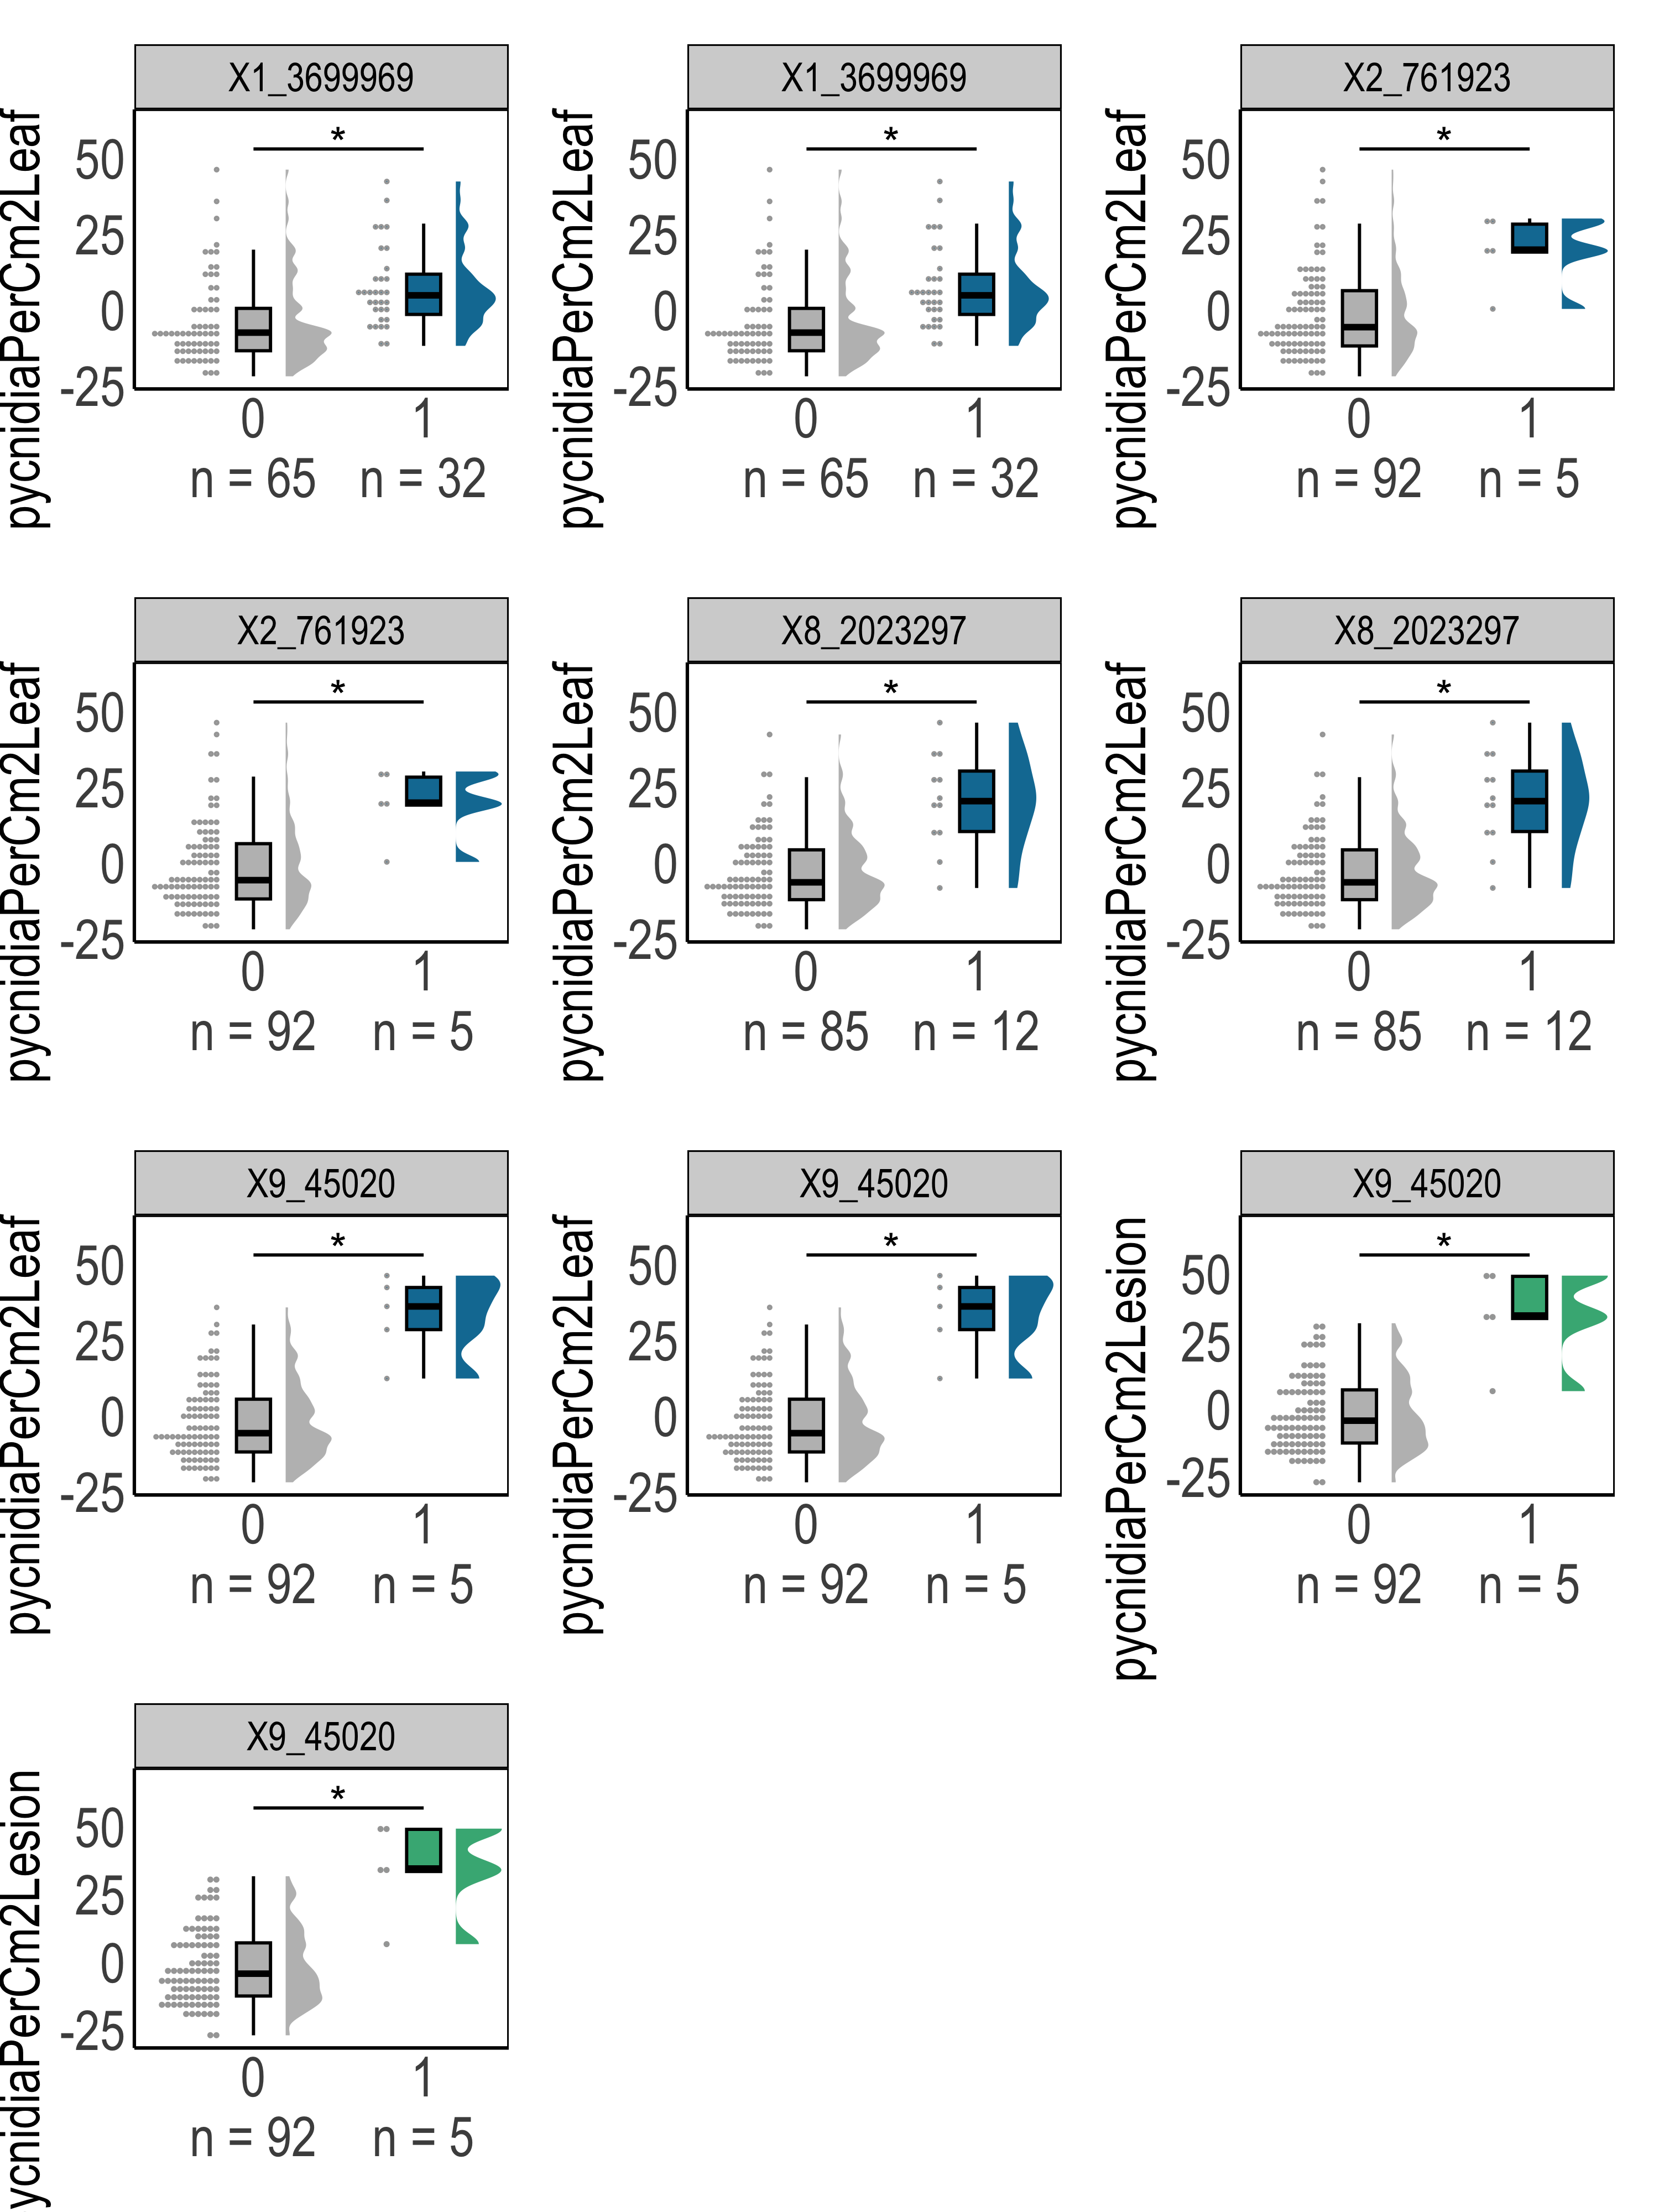 X1_3699969
pycnidiaPerCm2Leaf
*
50
25
0
-25
0 1
n = 65 n = 32
X1_3699969
pycnidiaPerCm2Leaf
*
50
25
0
-25
0 1
n = 65 n = 32
X2_761923
pycnidiaPerCm2Leaf
*
50
25
0
-25
0 1
n = 92 n = 5
X2_761923
pycnidiaPerCm2Leaf
*
50
25
0
-25
0 1
n = 92 n = 5
X8_2023297
pycnidiaPerCm2Leaf
*
50
25
0
-25
0 1
n = 85 n = 12
X8_2023297
pycnidiaPerCm2Leaf
*
50
25
0
-25
0 1
n = 85 n = 12
X9_45020
pycnidiaPerCm2Leaf
*
50
25
0
-25
0 1
n = 92 n = 5
X9_45020
pycnidiaPerCm2Leaf
*
50
25
0
-25
0 1
n = 92 n = 5
X9_45020
pycnidiaPerCm2Lesion
*
50
25
0
-25
0 1
n = 92 n = 5
X9_45020
ycnidiaPerCm2Lesion
*
50
25
0
-25
0 1
n = 92 n = 5